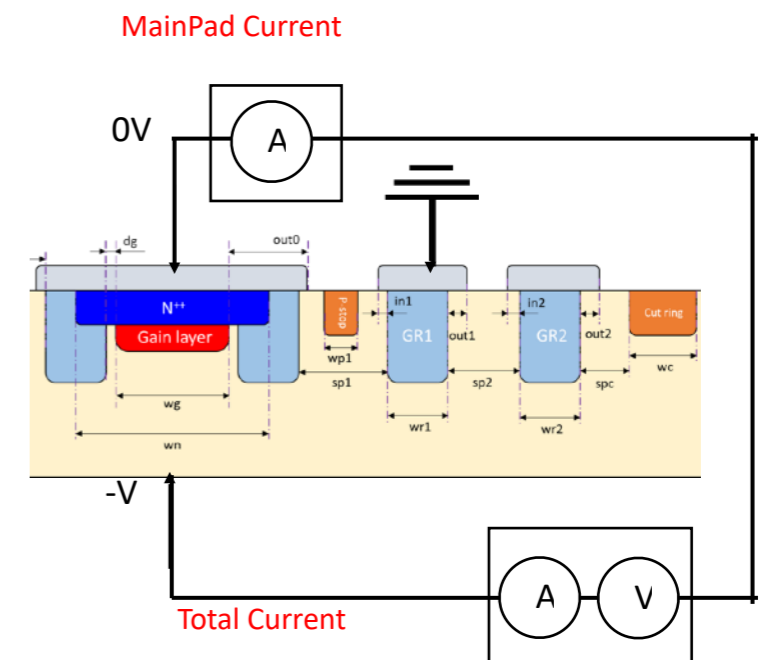 MainPad Current
0V
A
dg
out0
N++
Gain layer
P-stop
in1
GR1
out1
in2
GR2
out2
Cut ring
wp1
wc
sp1
sp2
spc
wg
wr1
wr2
wn
-V
A
V
Total Current